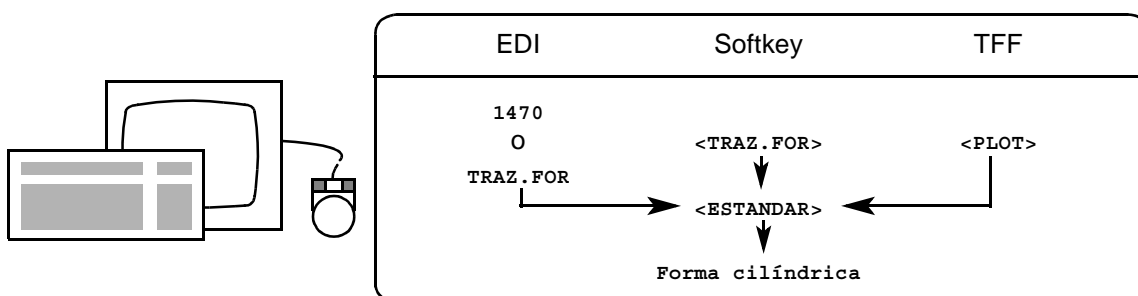 EDI Softkey TFF
1470
O <TRAZ.FOR> <PLOT>
TRAZ.FOR
<ESTANDAR>
Forma cilíndrica